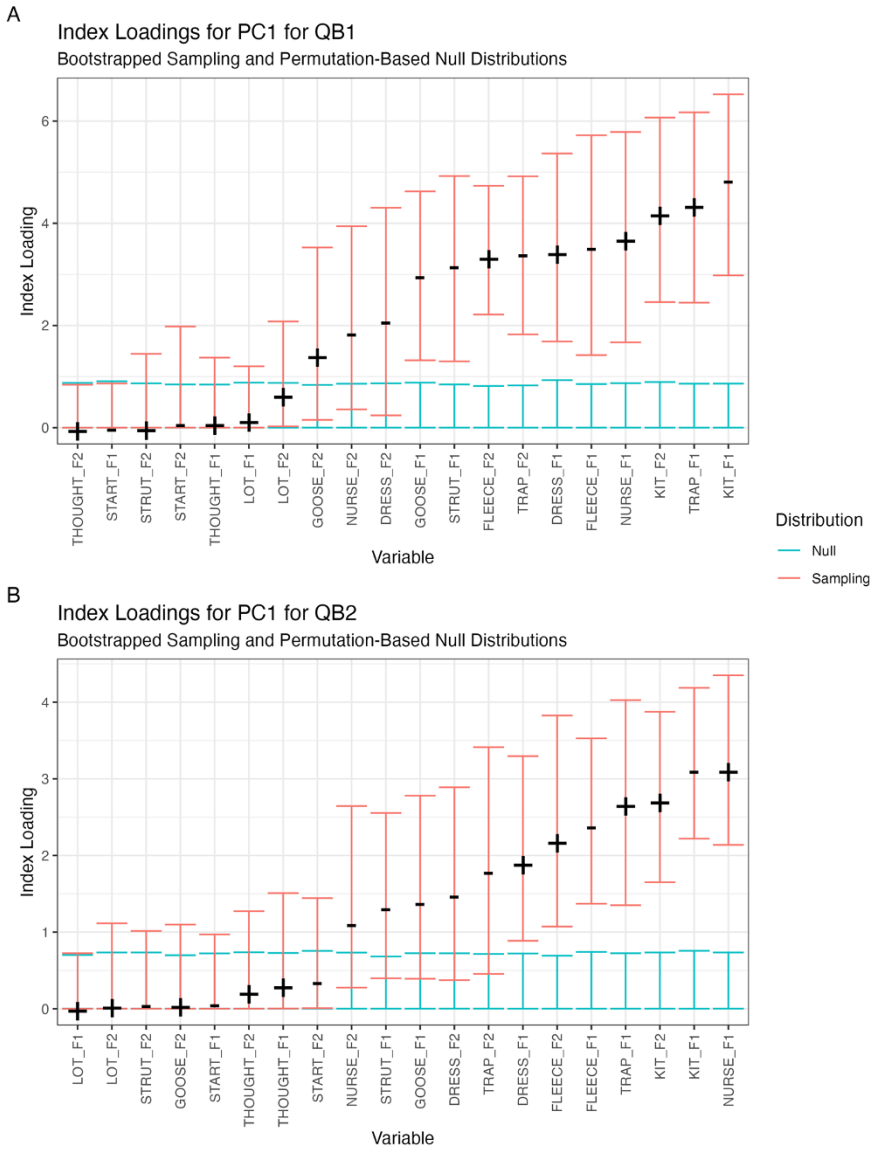 A
Index Loadings for PC1 for QB1
Bootstrapped Sampling and Permutation-Based Null Distributions
Index Loading
6
4
2
0
THOUGHT_F2
START_F1
STRUT_F2
START_F2
THOUGHT_F1
LOT_F1
LOT_F2
GOOSE_F2
NURSE_F2
DRESS_F2
GOOSE_F1
STRUT_F1
FLEECE_F2
TRAP_F2
DRESS_F1
FLEECE_F1
NURSE_F1
KIT_F2
TRAP_F1
KIT_F1
Variable
Distribution
Null
Sampling
B
Index Loadings for PC1 for QB2
Bootstrapped Sampling and Permutation-Based Null Distributions
Index Loading
4
3
2
1
0
LOT_F1
LOT_F2
STRUT_F2
GOOSE_F2
START_F1
THOUGHT_F2
THOUGHT_F1
START_F2
NURSE_F2
STRUT_F1
GOOSE_F1
DRESS_F2
TRAP_F2
DRESS_F1
FLEECE_F2
FLEECE_F1
TRAP_F1
KIT_F2
KIT_F1
NURSE_F1
Variable